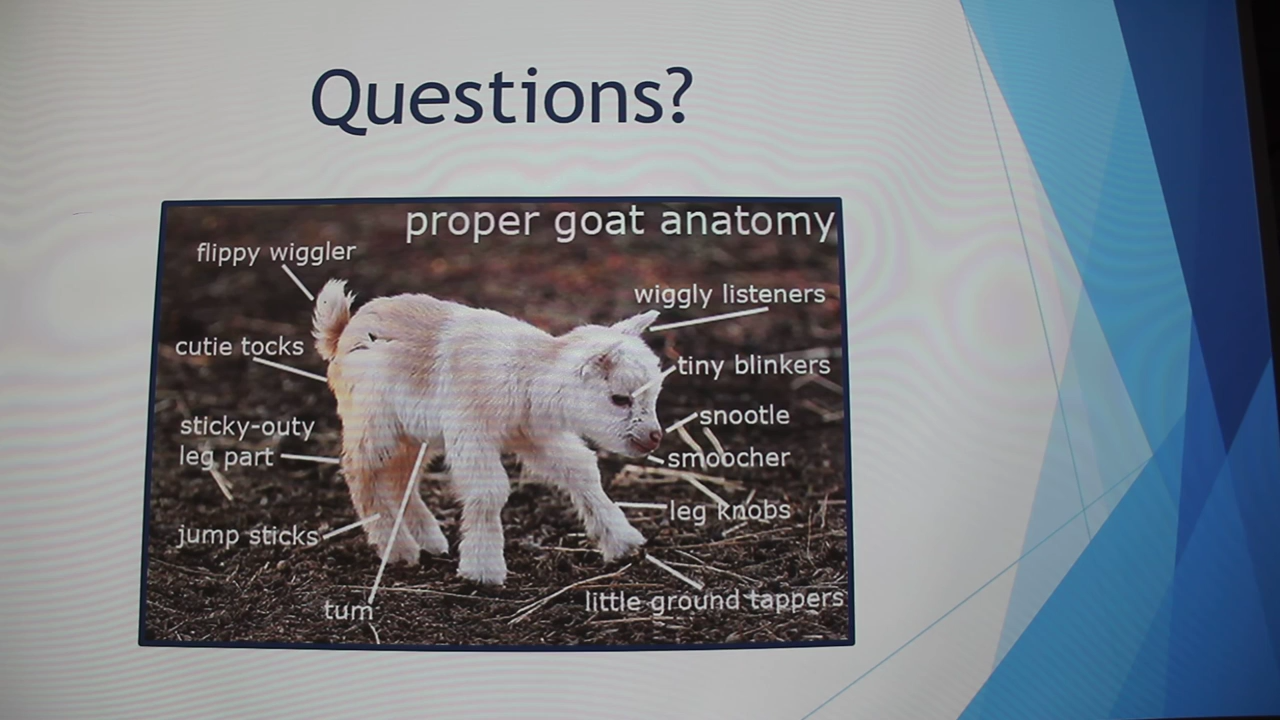 Questions?
proper goat anatomy
flippy wiggler
wiggly listeners
cutie tocks
tiny blinkers
snootle
sticky-outy
leg part
smoocher
leg knobs
jump sticks
little ground tappers
tum